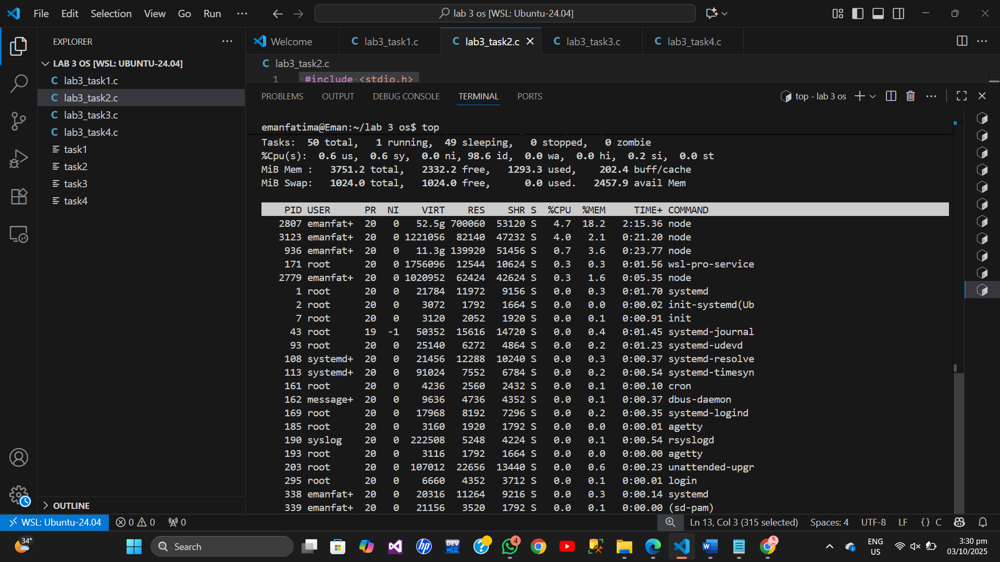 File Edit Selection View Go Run ···
lab 3 os [WSL: Ubuntu-24.04]
EXPLORER
LAB 3 OS [WSL: UBUNTU-24.04]
C lab3_task1.c
C lab3_task2.c
C lab3_task3.c
C lab3_task4.c
task1
task2
task3
task4
OUTLINE
Welcome C lab3_task1.c C lab3_task2.c C lab3_task3.c C lab3_task4.c
C lab3_task2.c
1 #include <stdio.h>
PROBLEMS OUTPUT DEBUG CONSOLE TERMINAL PORTS
top - lab 3 os
emanfatima@Eman:~/lab 3 os$ top
Tasks: 50 total, 1 running, 49 sleeping, 0 stopped, 0 zombie
%Cpu(s): 0.6 us, 0.6 sy, 0.0 ni, 98.6 id, 0.0 wa, 0.0 hi, 0.2 si, 0.0 st
MiB Mem : 3751.2 total, 2332.2 free, 1293.3 used, 202.4 buff/cache
MiB Swap: 1024.0 total, 1024.0 free, 0.0 used. 2457.9 avail Mem
PID USER PR NI VIRT RES SHR S %CPU %MEM TIME+ COMMAND
2807 emanfat+ 20 0 52.5g 700060 53120 S 4.7 18.2 2:15.36 node
3123 emanfat+ 20 0 1221056 82140 47232 S 4.0 2.1 0:21.20 node
936 emanfat+ 20 0 11.3g 139920 51456 S 0.7 3.6 0:23.77 node
171 root 20 0 1756096 12544 10624 S 0.3 0.3 0:01.56 wsl-pro-service
2779 emanfat+ 20 0 1020952 62424 42624 S 0.3 1.6 0:05.35 node
1 root 20 0 21784 11972 9156 S 0.0 0.3 0:01.70 systemd
2 root 20 0 3072 1792 1664 S 0.0 0.0 0:00.02 init-systemd(Ub
7 root 20 0 3120 2052 1920 S 0.0 0.1 0:00.91 init
43 root 19 -1 50352 15616 14720 S 0.0 0.4 0:01.45 systemd-journal
93 root 20 0 25140 6272 4864 S 0.0 0.2 0:01.23 systemd-udevd
108 systemd+ 20 0 21456 12288 10240 S 0.0 0.3 0:00.37 systemd-resolve
113 systemd+ 20 0 91024 7552 6784 S 0.0 0.2 0:00.54 systemd-timesyn
161 root 20 0 4236 2560 2432 S 0.0 0.1 0:00.10 cron
162 message+ 20 0 9636 4736 4352 S 0.0 0.1 0:00.37 dbus-daemon
169 root 20 0 17968 8192 7296 S 0.0 0.2 0:00.35 systemd-logind
185 root 20 0 3160 1920 1792 S 0.0 0.0 0:00.01 agetty
190 syslog 20 0 222508 5248 4224 S 0.0 0.1 0:00.54 rsyslogd
193 root 20 0 3116 1792 1664 S 0.0 0.0 0:00.00 agetty
203 root 20 0 107012 22656 13440 S 0.0 0.6 0:00.23 unattended-upgr
295 root 20 0 6660 4352 3712 S 0.0 0.1 0:00.01 login
338 emanfat+ 20 0 20316 11264 9216 S 0.0 0.3 0:00.14 systemd
339 emanfat+ 20 0 21156 3520 1792 S 0.0 0.1 0:00.00 (sd-pam)
WSL: Ubuntu-24.04 0 0 0 Ln 13, Col 3 (315 selected) Spaces: 4 UTF-8 LF {} C
34° Search DEV C++ hp 4 W ENG US 3:30 pm 03/10/2025